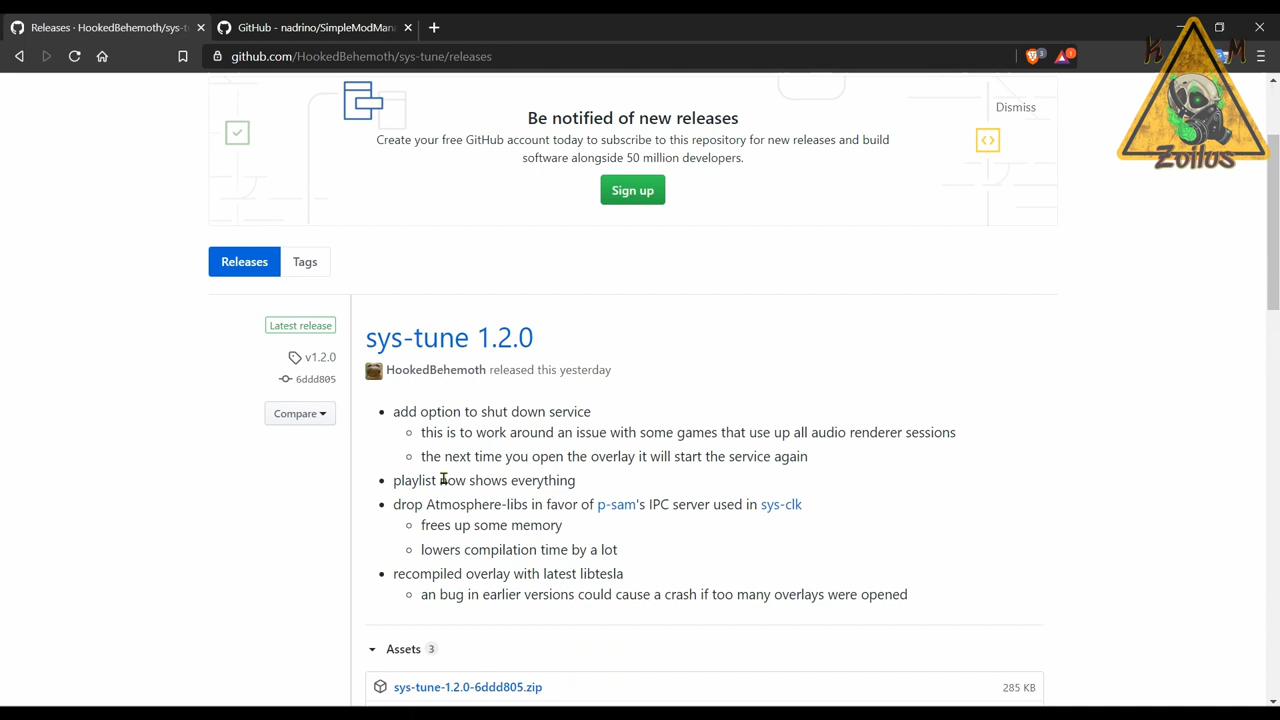 Releases · HookedBehemoth/sys-t
GitHub - nadrino/SimpleModMan
github.com/HookedBehemoth/sys-tune/releases
3
1
K
M
Zoilus
Be notified of new releases
Dismiss
Create your free GitHub account today to subscribe to this repository for new releases and build
software alongside 50 million developers.
Sign up
Releases
Tags
Latest release
sys-tune 1.2.0
v1.2.0
HookedBehemoth released this yesterday
6ddd805
Compare
add option to shut down service
this is to work around an issue with some games that use up all audio renderer sessions
the next time you open the overlay it will start the service again
playlist now shows everything
drop Atmosphere-libs in favor of p-sam's IPC server used in sys-clk
frees up some memory
lowers compilation time by a lot
recompiled overlay with latest libtesla
an bug in earlier versions could cause a crash if too many overlays were opened
Assets 3
sys-tune-1.2.0-6ddd805.zip
285 KB